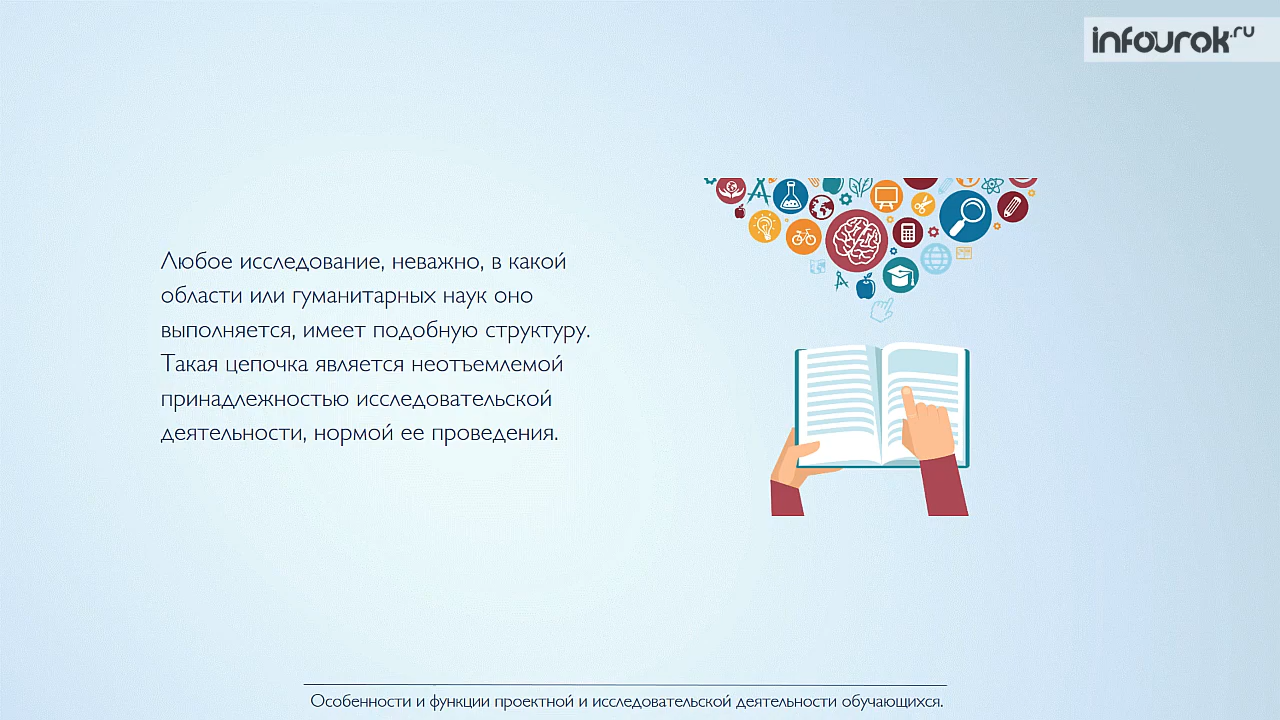 infourok.ru
Любое исследование, неважно, в какой
области или гуманитарных наук оно
выполняется, имеет подобную структуру.
Такая цепочка является неотъемлемой
принадлежностью исследовательской
деятельности, нормой ее проведения.
Особенности и функции проектной и исследовательской деятельности обучающихся.